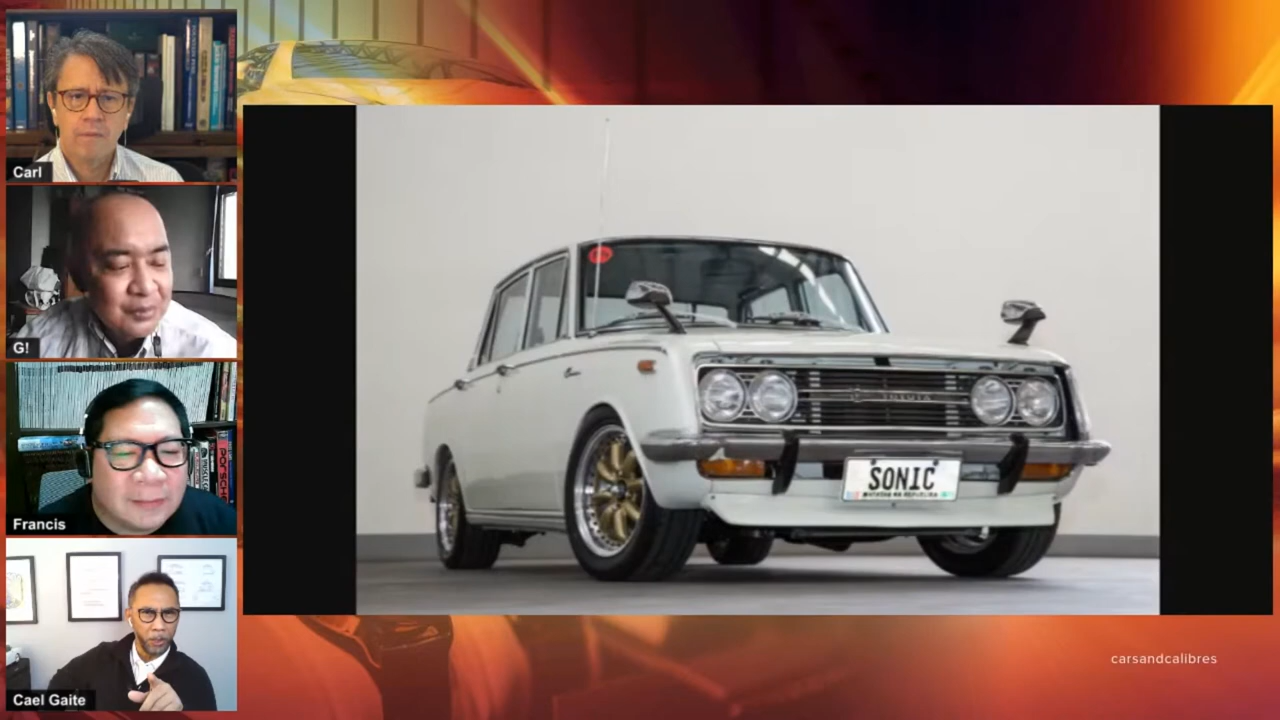 Carl
G!
Francis
Cael Gaite
TOYOTA
SONIC
carsandcalibres